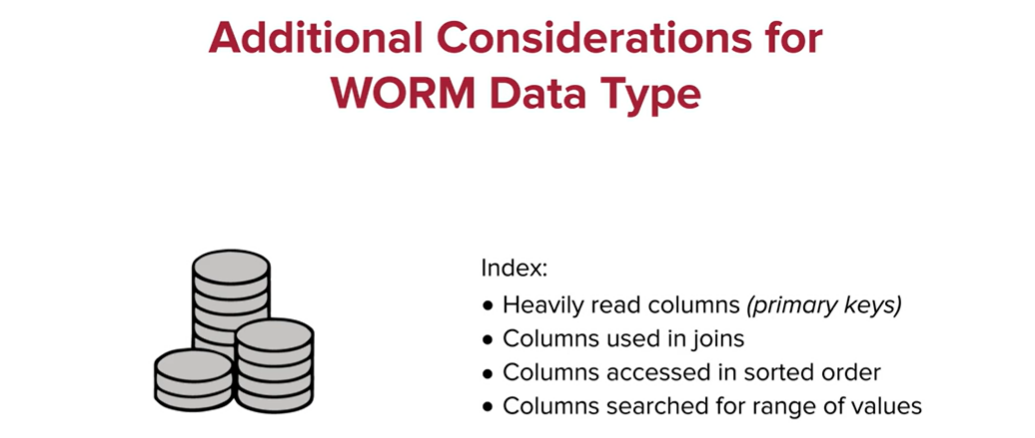 Additional Considerations for
WORM Data Type
Index:
• Heavily read columns (primary keys)
• Columns used in joins
• Columns accessed in sorted order
• Columns searched for range of values